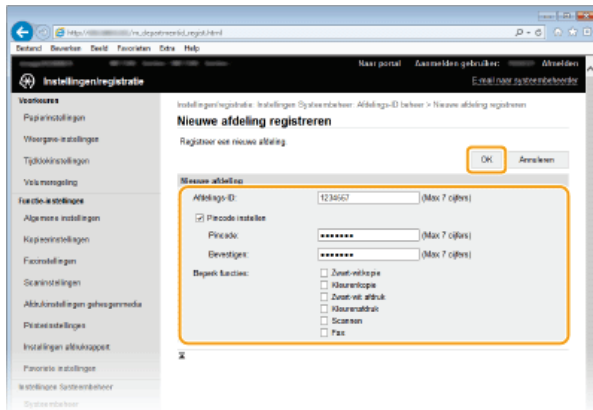 http://
/m_departmentid_regist.html
Bestand Bewerken Beeld Favorieten Extra Help
Naar portal Aanmelden gebruiker: Afmelden
Instellingen/registratie
E-mail naar systeembeheerder
Voorkeuren
Papierinstellingen
Weergave-instellingen
Tijdklokinstellingen
Volumeregeling
Functie-instellingen
Algemene instellingen
Kopieerinstellingen
Faxinstellingen
Scaninstellingen
Afdrukinstellingen geheugenmedia
Printerinstellingen
Instellingen afdrukrapport
Favoriete instellingen
Instellingen Systeembeheer
Systeembeheer
Instellingen/registratie: Instellingen Systeembeheer: Afdelings-ID beheer > Nieuwe afdeling registreren
Nieuwe afdeling registreren
Registreer een nieuwe afdeling
OK Annuleren
Nieuwe afdeling
Afdelings-ID: 1234567 (Max 7 cijfers)
Pincode instellen
Pincode: ••••••• (Max 7 cijfers)
Bevestigen: ••••••• (Max 7 cijfers)
Beperk functies: Zwart-witkopie
Kleurenkopie
Zwart-wit afdruk
Kleurenafdruk
Scannen
Fax